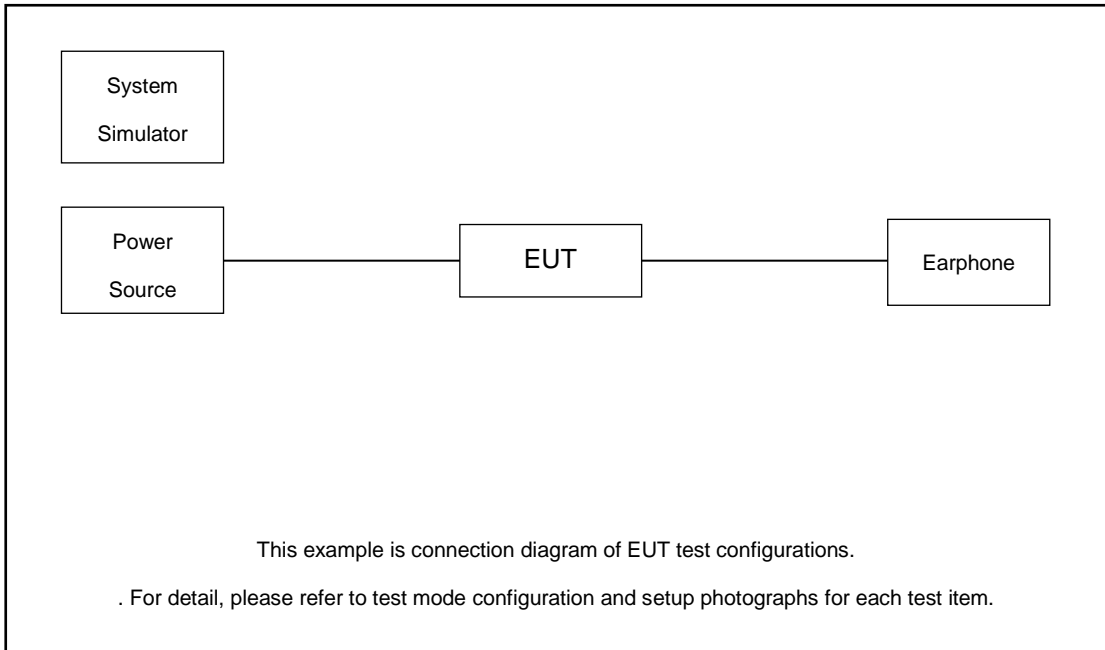 System
Simulator
Power
Source
EUT
Earphone
This example is connection diagram of EUT test configurations.
. For detail, please refer to test mode configuration and setup photographs for each test item.